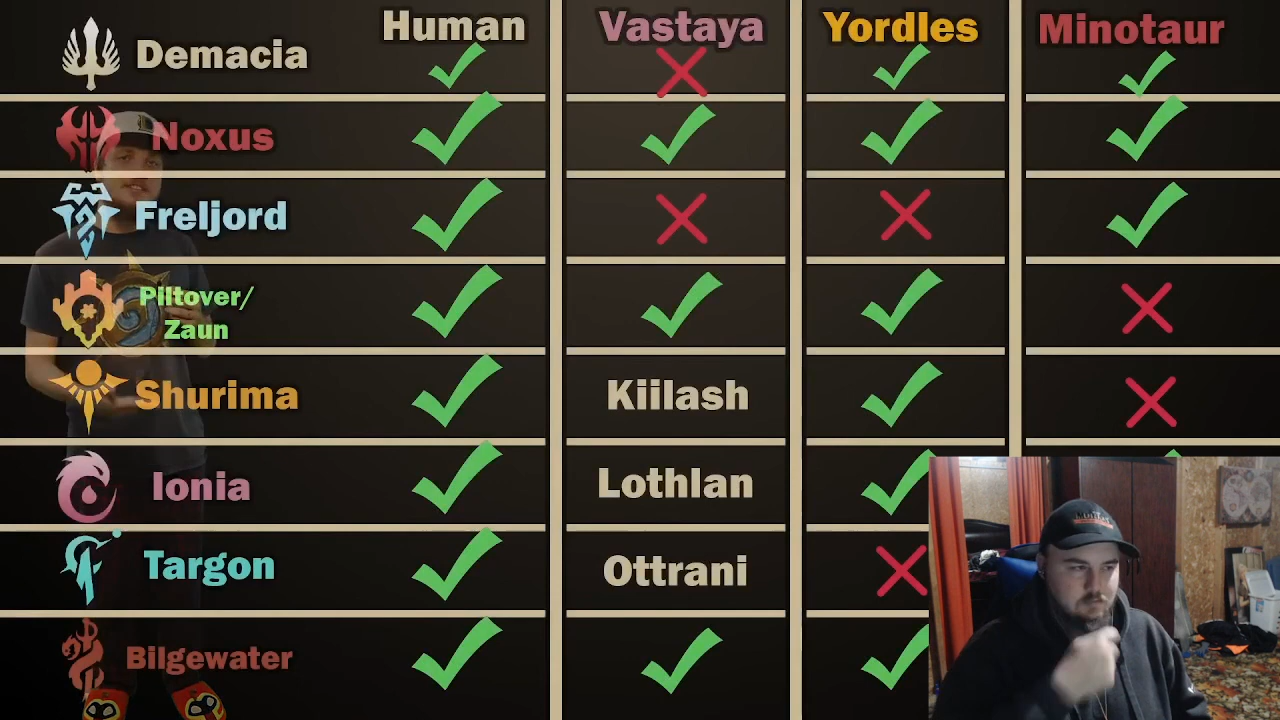 Human Vastaya Yordles Minotaur
Demacia
Noxus
Freljord
Piltover/
Zaun
Shurima Kiilash
Ionia Lothlan
Targon Ottrani
Bilgewater